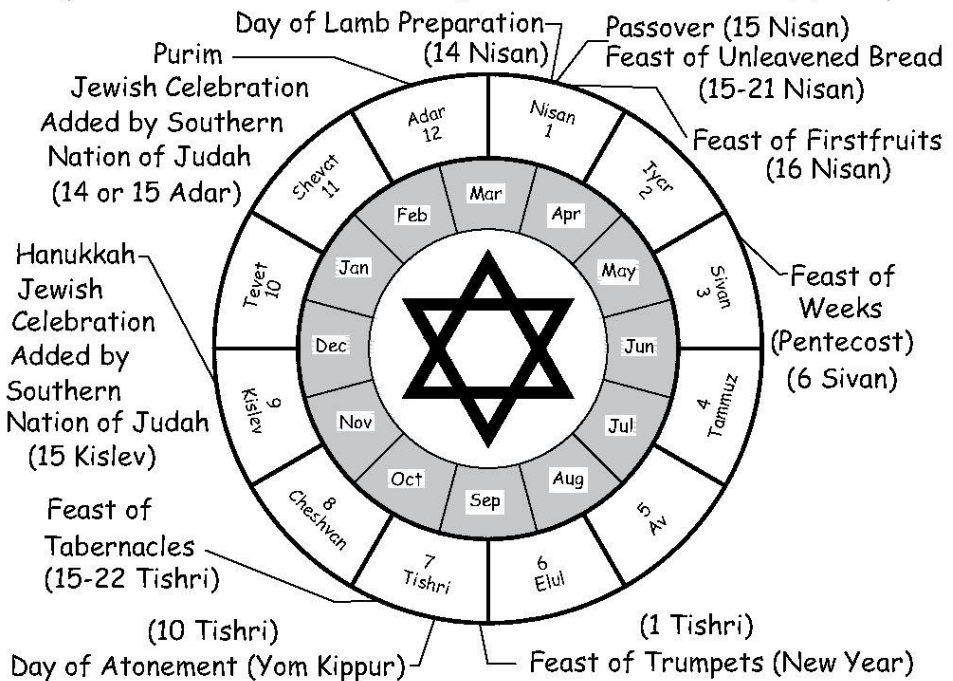 Day of Lamb Preparation
(14 Nisan)
Passover (15 Nisan)
Feast of Unleavened Bread
(15-21 Nisan)
Feast of Firstfruits
(16 Nisan)
Purim
Jewish Celebration
Added by Southern
Nation of Judah
(14 or 15 Adar)
Hanukkah
Jewish
Celebration
Added by
Southern
Nation of Judah
(15 Kislev)
Feast of
Weeks
(Pentecost)
(6 Sivan)
Feast of
Tabernacles
(15-22 Tishri)
(10 Tishri)
Day of Atonement (Yom Kippur)
(1 Tishri)
Feast of Trumpets (New Year)
Nisan
1
Iyar
2
Sivan
3
4
Tammuz
5
Av
6
Elul
7
Tishri
8
Cheshvan
9
Kislev
Tevet
10
Shevat
11
Adar
12
Mar
Apr
May
Jun
Jul
Aug
Sep
Oct
Nov
Dec
Jan
Feb